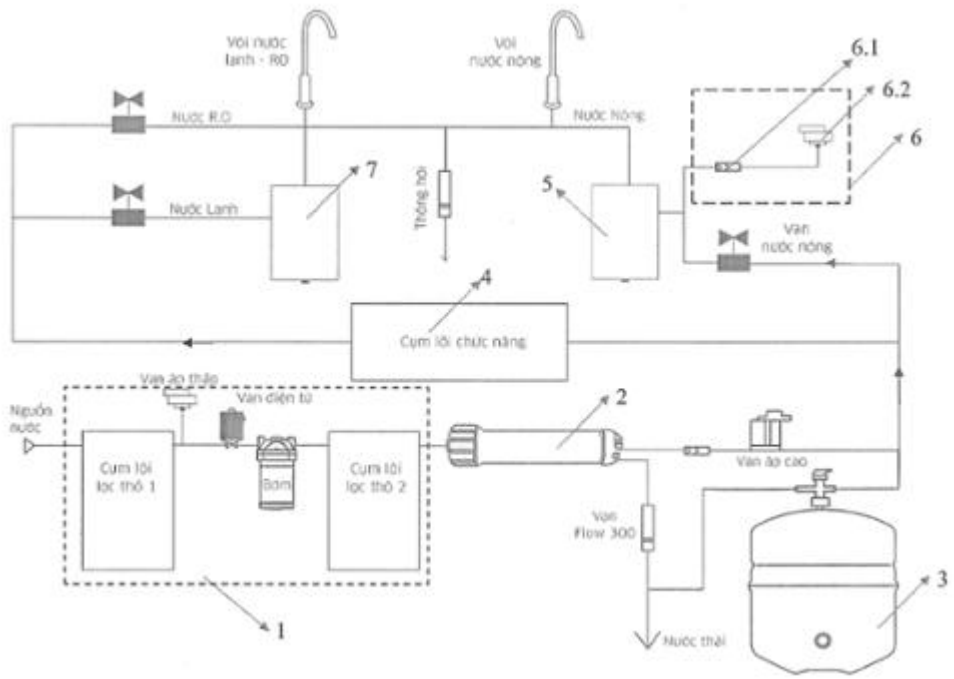 Vòi nước
lạnh - RO
Vòi
nước nóng
6.1
6.2
6
Nước R.O
Nước Nóng
7
5
Thông hơi
Nước Lạnh
Van
nước nóng
4
Cụm lõi chức năng
Van áp thấp
Van điện từ
Nguồn
nước
2
Cụm lõi
lọc thô 1
Bơm
Cụm lõi
lọc thô 2
Van áp cao
Van
Flow 300
3
1
Nước thải